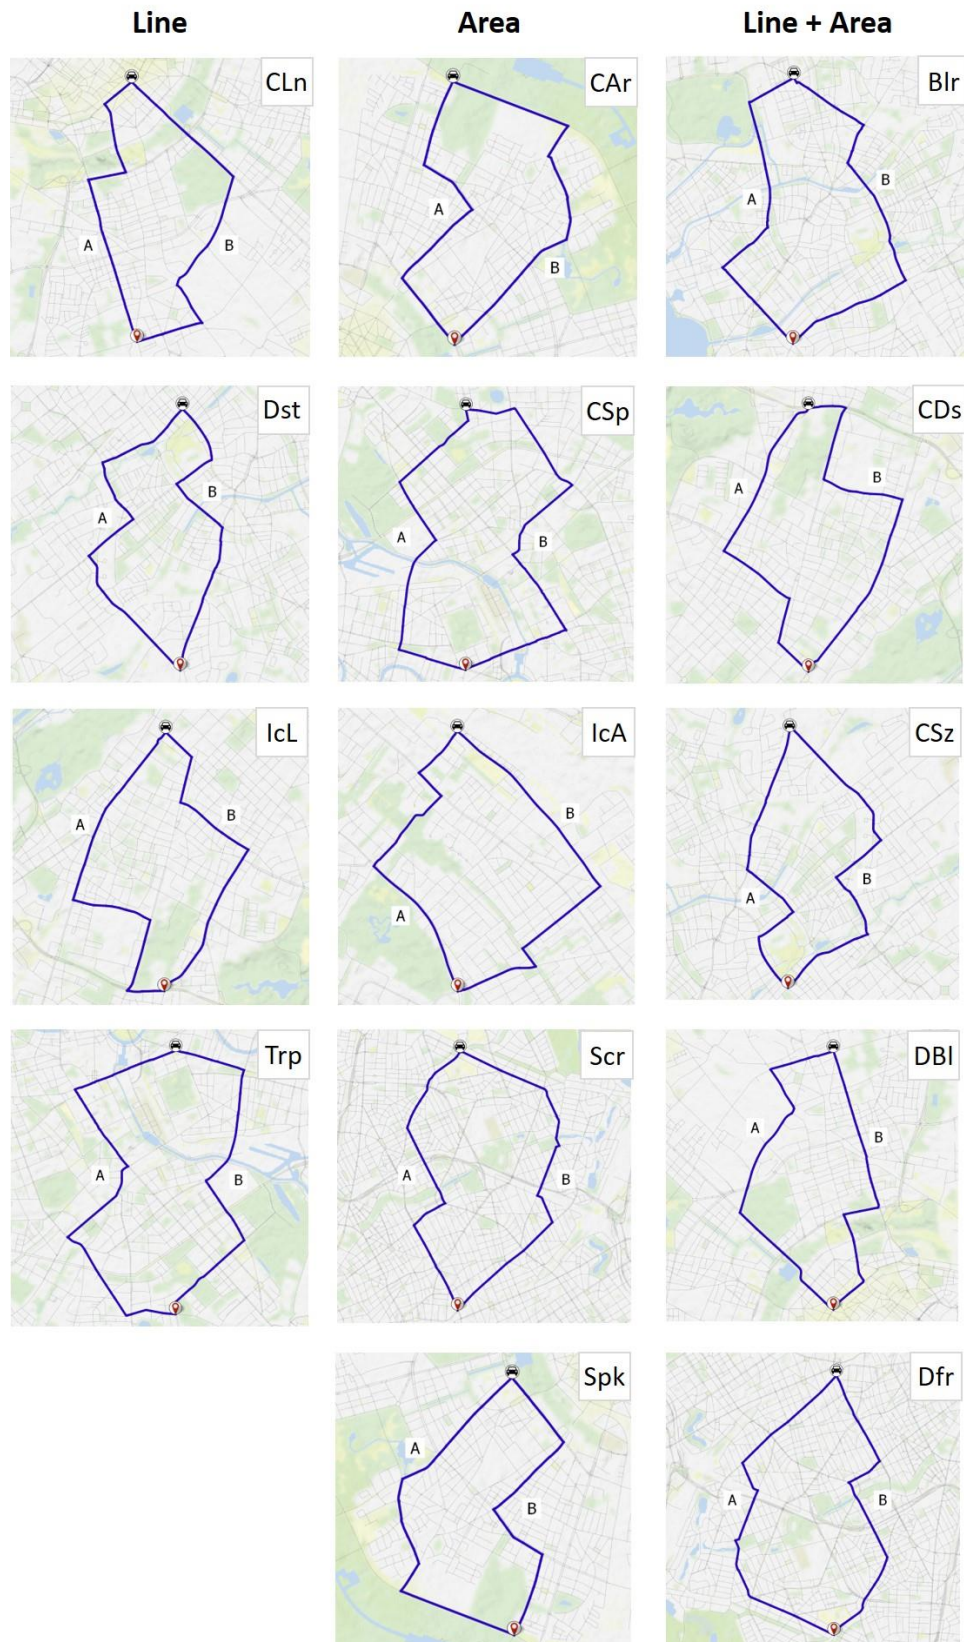 Line Area Line + Area
CLn CAr Blr
A B A B A B
Dst CSp CDs
A B A B A B
IcL IcA CSz
A B A B A B
Trp Scr DBl
A B A B A B
Spk Dfr
A B A B